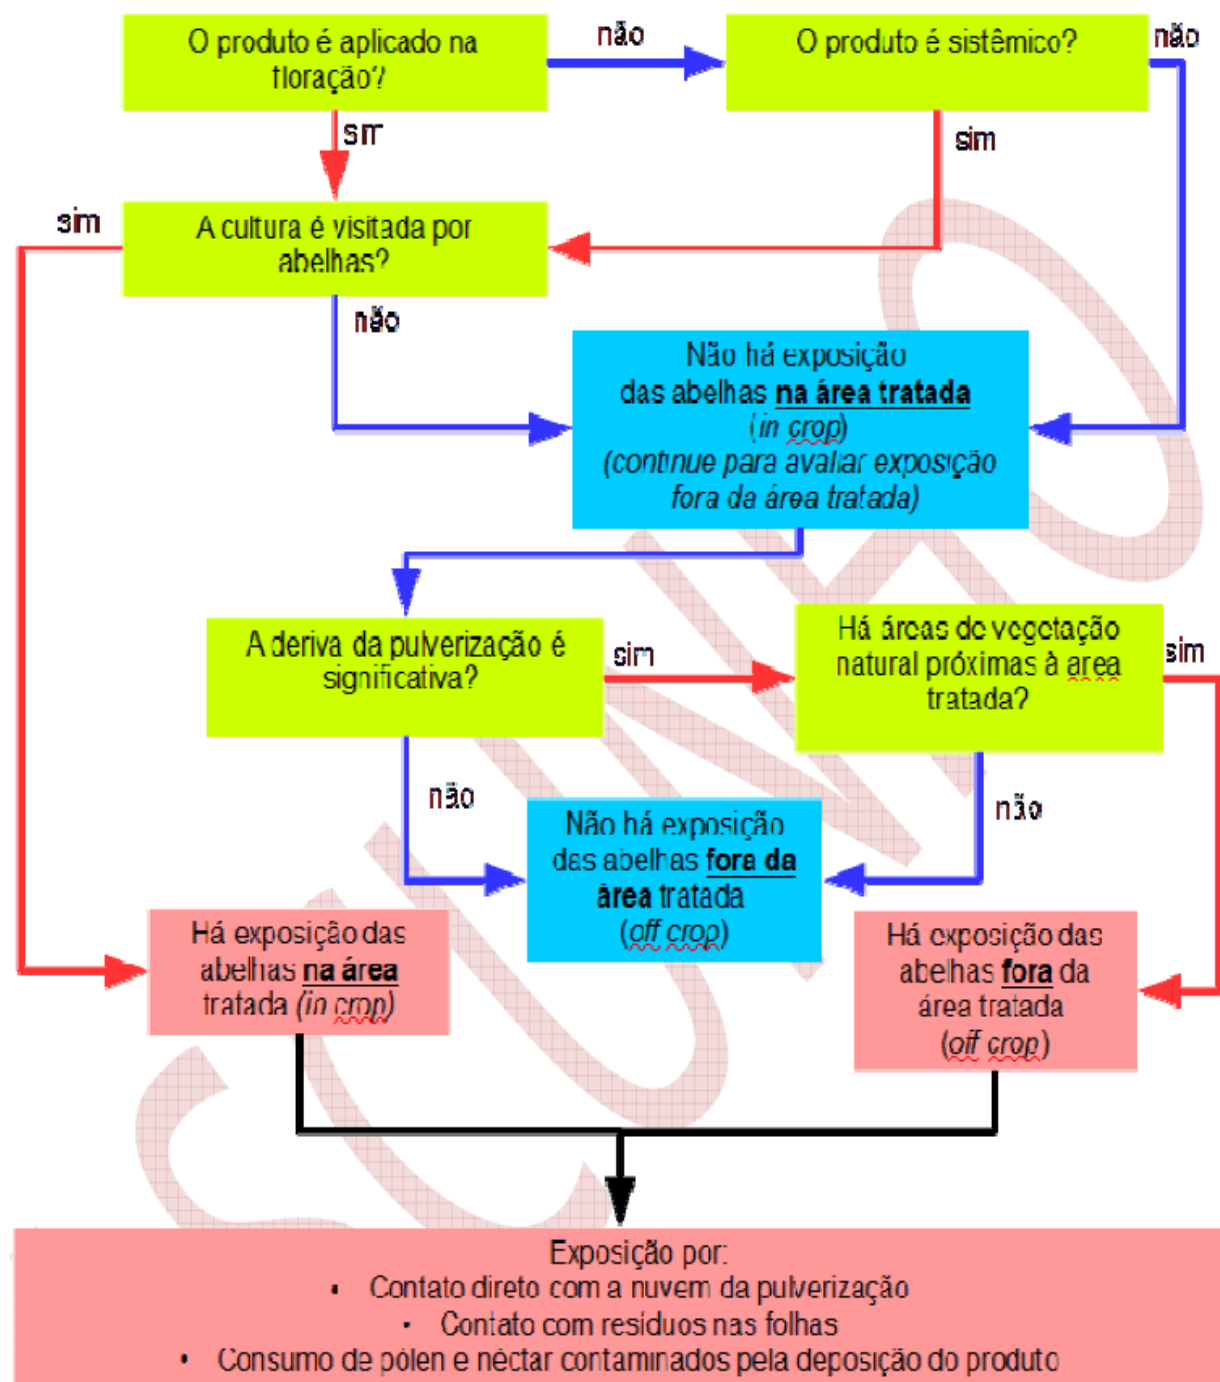 O produto é aplicado na
floração?
não
O produto é sistêmico?
não
sim
sim
sim
A cultura é visitada por
abelhas?
não
Não há exposição
das abelhas na área tratada
(in crop)
(continue para avaliar exposição
fora da área tratada)
A deriva da pulverização é
significativa?
sim
Há áreas de vegetação
natural próximas à area
tratada?
sim
não
não
Não há exposição
das abelhas fora da
área tratada
(off crop)
Há exposição das
abelhas na área
tratada (in crop)
Há exposição das
abelhas fora da
área tratada
(off crop)
Exposição por:
• Contato direto com a nuvem da pulverização
• Contato com resíduos nas folhas
• Consumo de pólen e néctar contaminados pela deposição do produto